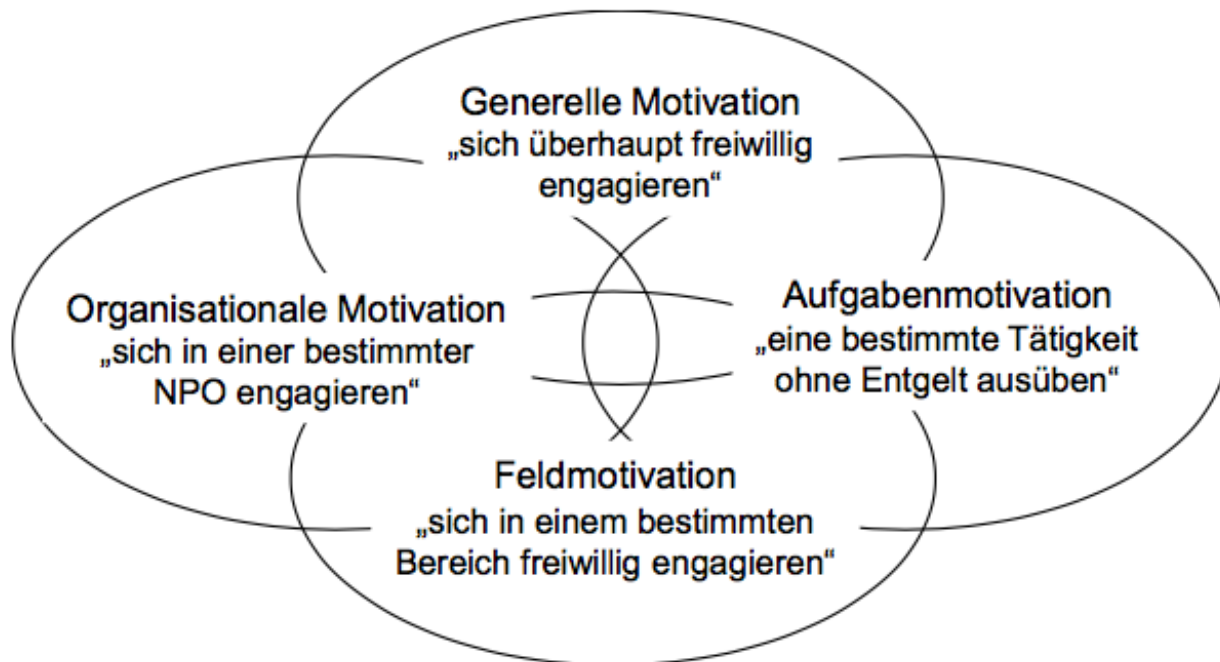 Generelle Motivation
„sich überhaupt freiwillig
engagieren“
Organisationale Motivation
„sich in einer bestimmter
NPO engagieren“
Aufgabenmotivation
„eine bestimmte Tätigkeit
ohne Entgelt ausüben“
Feldmotivation
„sich in einem bestimmten
Bereich freiwillig engagieren“